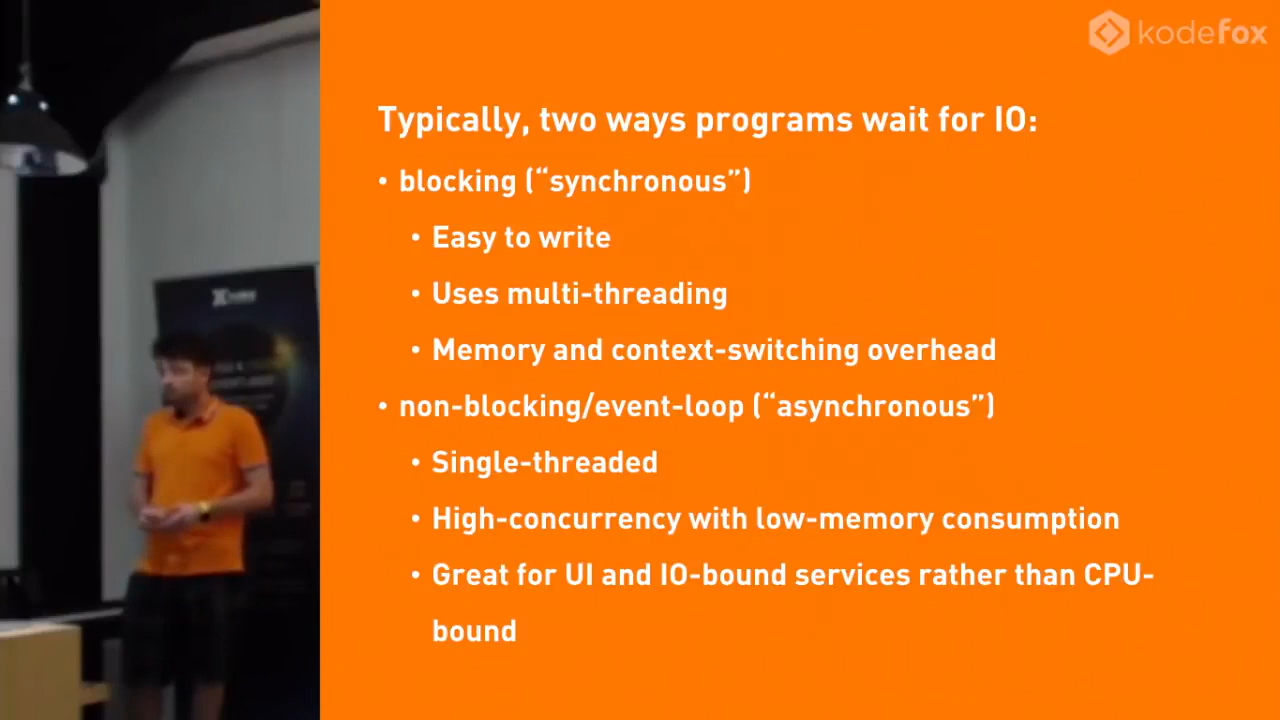 kodefox
Typically, two ways programs wait for IO:
• blocking (“synchronous”)
• Easy to write
• Uses multi-threading
• Memory and context-switching overhead
• non-blocking/event-loop (“asynchronous”)
• Single-threaded
• High-concurrency with low-memory consumption
• Great for UI and IO-bound services rather than CPU-
bound